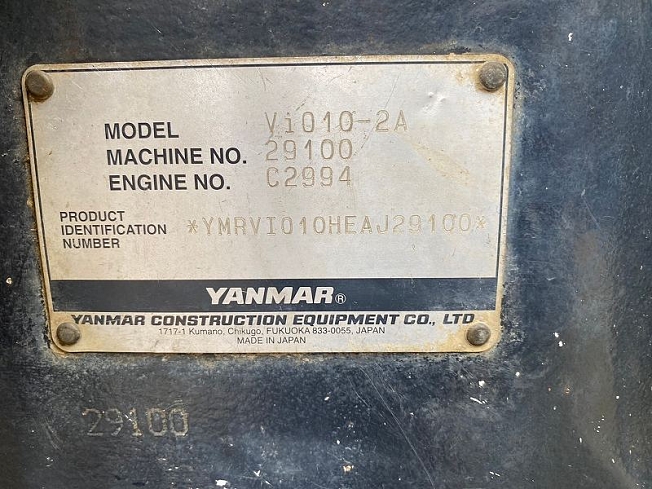 MODEL Vi010-2A
MACHINE NO. 29100
ENGINE NO. C2994
PRODUCT
IDENTIFICATION *YMRVI010HEAJ29100*
NUMBER
YANMAR®
YANMAR CONSTRUCTION EQUIPMENT CO., LTD
1717-1 Kumano, Chikugo, FUKUOKA 833-0055, JAPAN
MADE IN JAPAN
29100